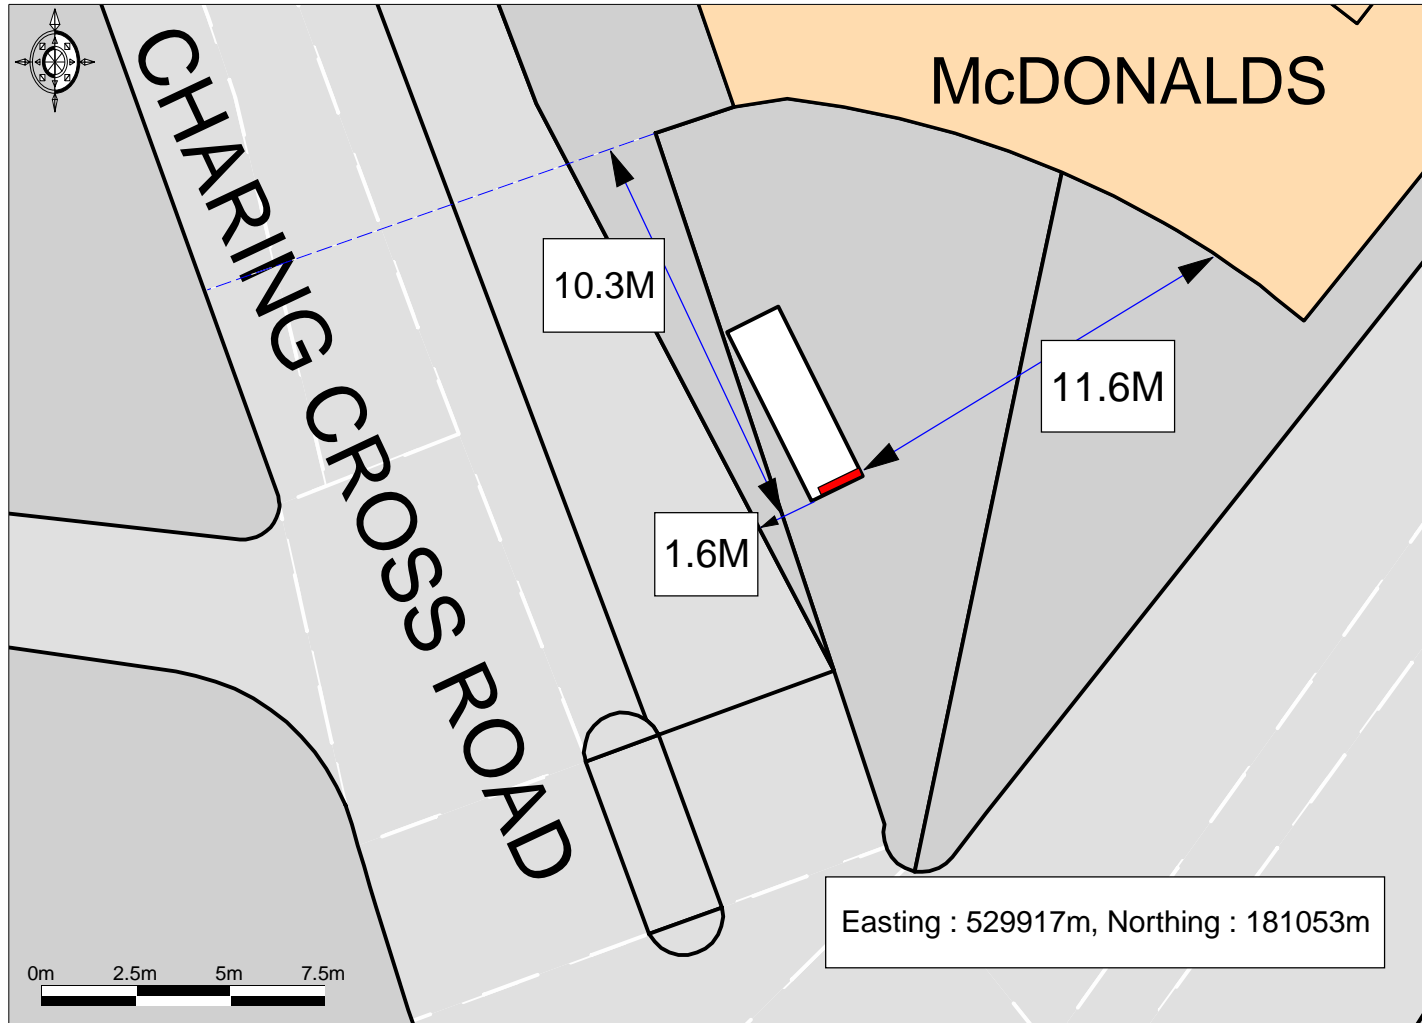 CHARING CROSS ROAD
McDONALDS
10.3M
11.6M
1.6M
Easting : 529917m, Northing : 181053m
0m 2.5m 5m 7.5m